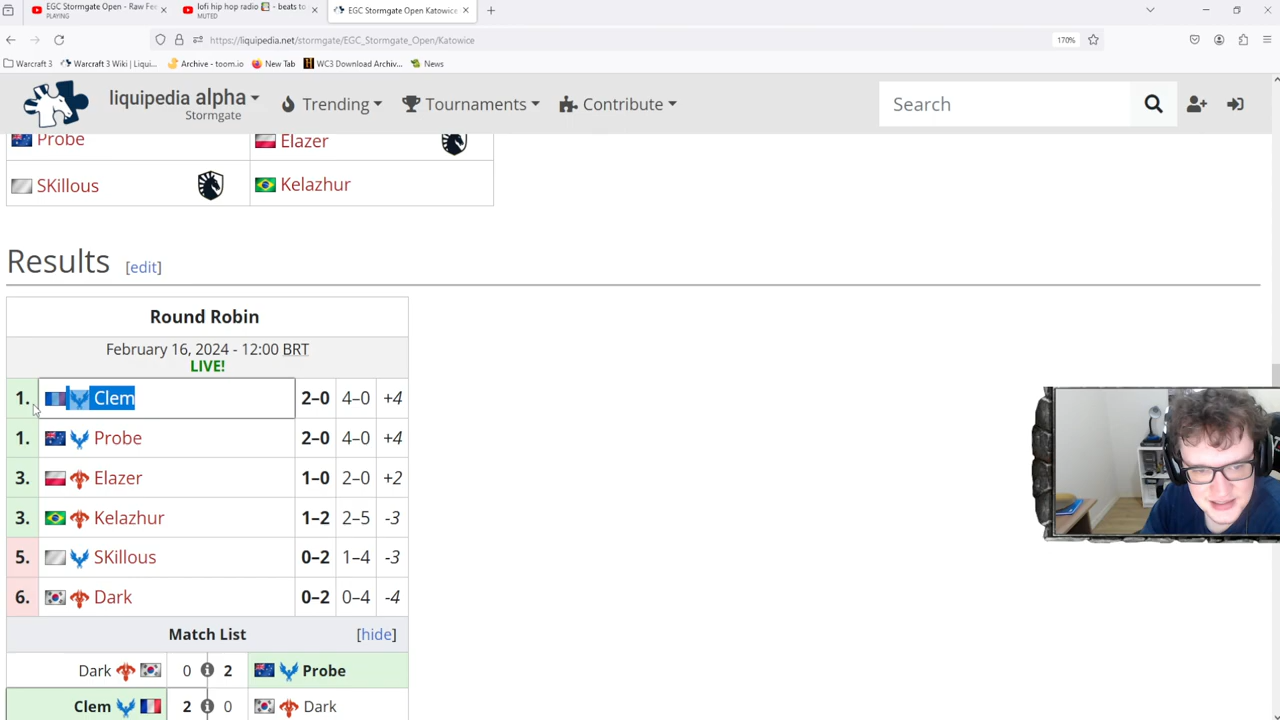 EGC Stormgate Open - Raw Fe
PLAYING
lofi hip hop radio - beats to
MUTED
EGC Stormgate Open Katowice
https://liquipedia.net/stormgate/EGC_Stormgate_Open/Katowice
170%
Warcraft 3
Warcraft 3 Wiki | Liqui...
Archive - toom.io
New Tab
WC3 Download Archiv...
News
liquipedia alpha
Stormgate
Trending
Tournaments
Contribute
Search
Probe
Elazer
SKillous
Kelazhur
Results [edit]
Round Robin
February 16, 2024 - 12:00 BRT
LIVE!
1. Clem 2–0 4–0 +4
1. Probe 2–0 4–0 +4
3. Elazer 1–0 2–0 +2
3. Kelazhur 1–2 2–5 -3
5. SKillous 0–2 1–4 -3
6. Dark 0–2 0–4 -4
Match List [hide]
Dark 0 2 Probe
Clem 2 0 Dark